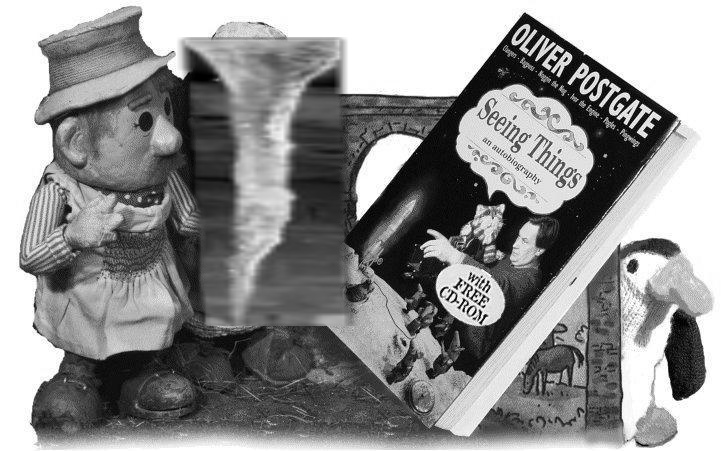 OLIVER POSTGATE
Clangers - Bagpuss - Noggin the Nog - Ivor the Engine - Pogles - Pingwings
Seeing Things
an autobiography
with
FREE
CD-ROM